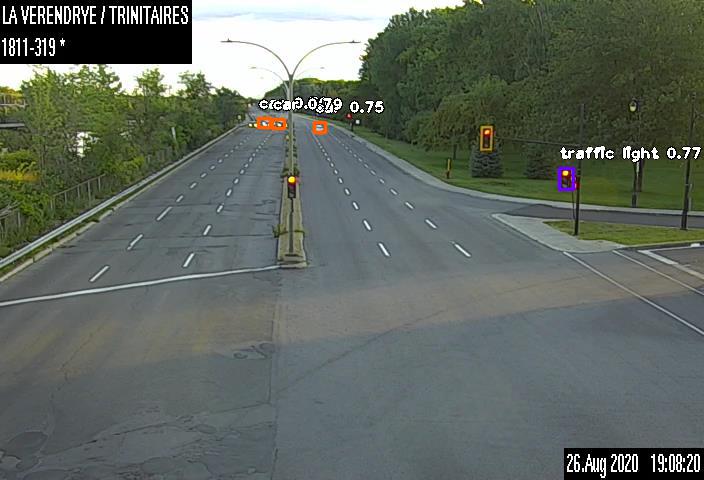 LA VERENDRYE / TRINITAIRES
1811-319 *
0.75
traffic light 0.77
26.Aug 2020 19:08:20